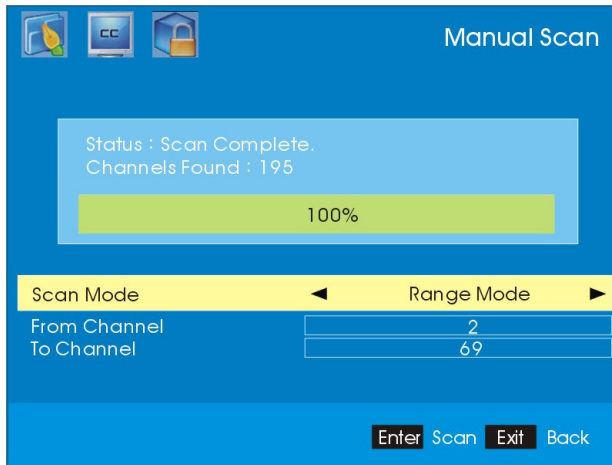 CC
Manual Scan
Status : Scan Complete.
Channels Found : 195
100%
Scan Mode ◄ Range Mode ►
From Channel 2
To Channel 69
Enter Scan Exit Back